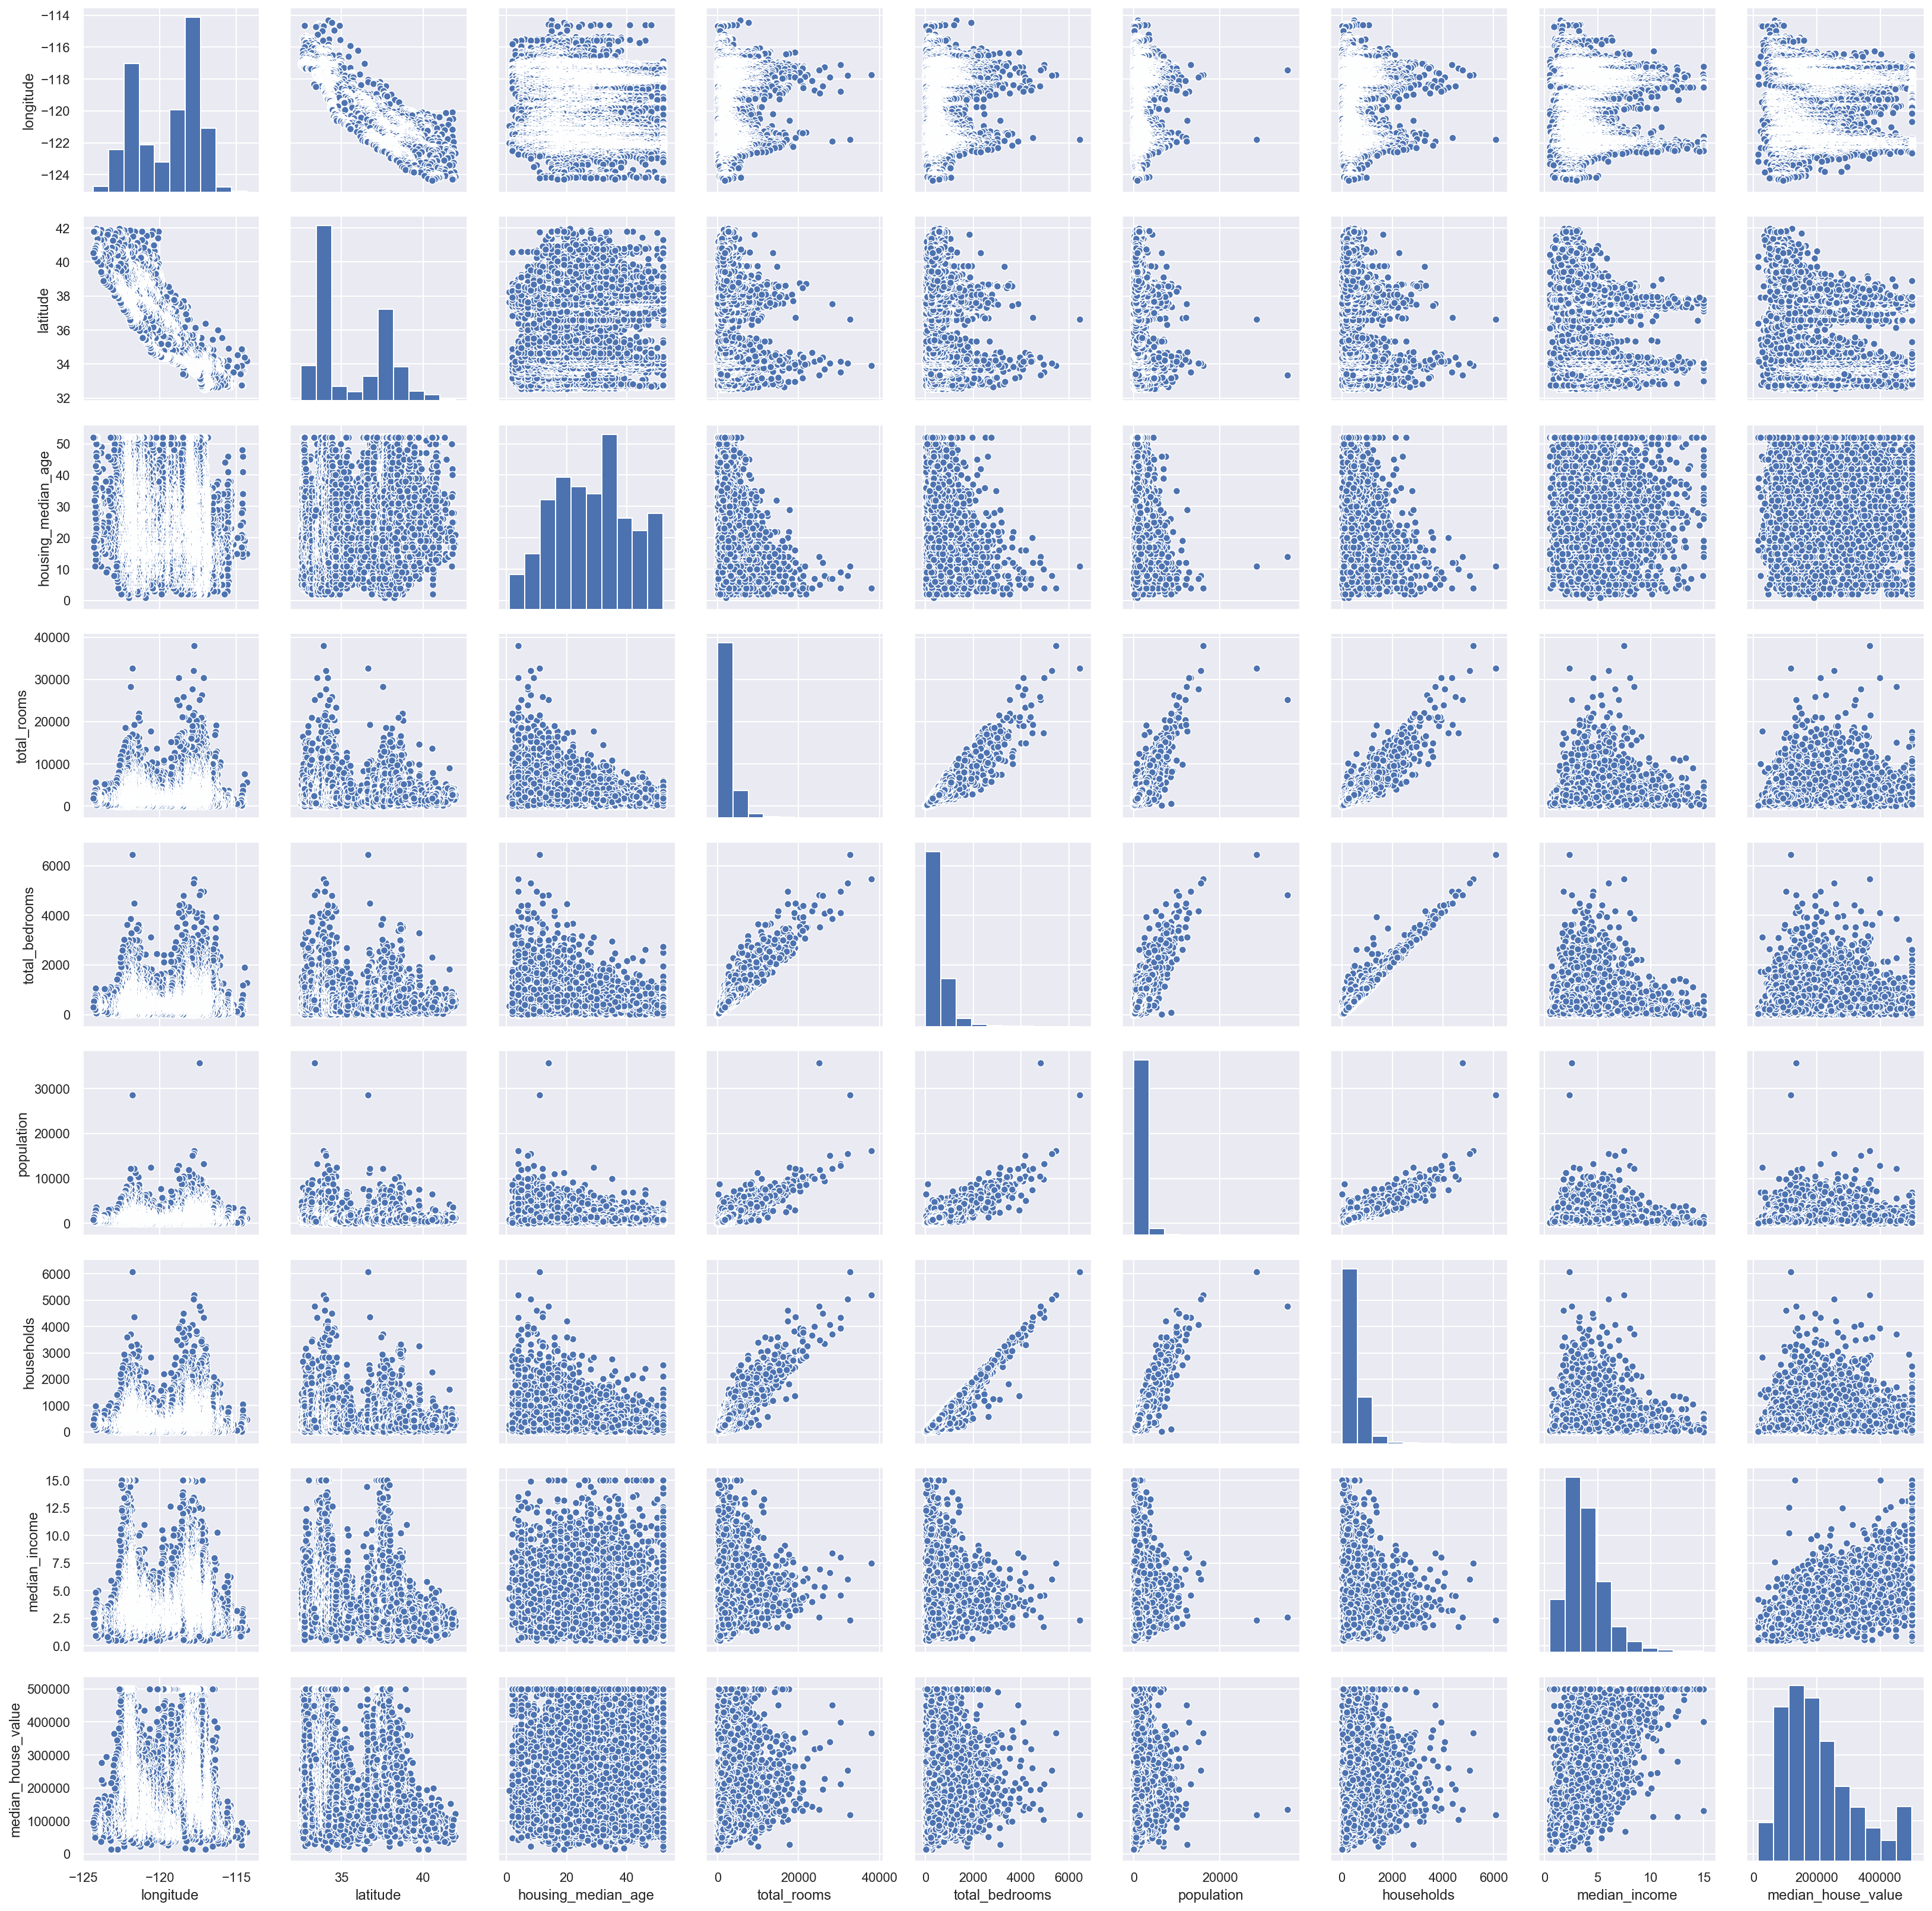 −114
−116
−118
−120
−122
−124
longitude
42
40
38
36
34
32
latitude
50
40
30
20
10
0
housing_median_age
40000
30000
20000
10000
0
total_rooms
6000
4000
2000
0
total_bedrooms
30000
20000
10000
0
population
6000
5000
4000
3000
2000
1000
0
households
15.0
12.5
10.0
7.5
5.0
2.5
0.0
median_income
500000
400000
300000
200000
100000
0
median_house_value
−125 −120 −115
longitude
35 40
latitude
0 20 40
housing_median_age
0 20000 40000
total_rooms
0 2000 4000 6000
total_bedrooms
0 20000
population
0 2000 4000 6000
households
0 5 10 15
median_income
0 200000 400000
median_house_value